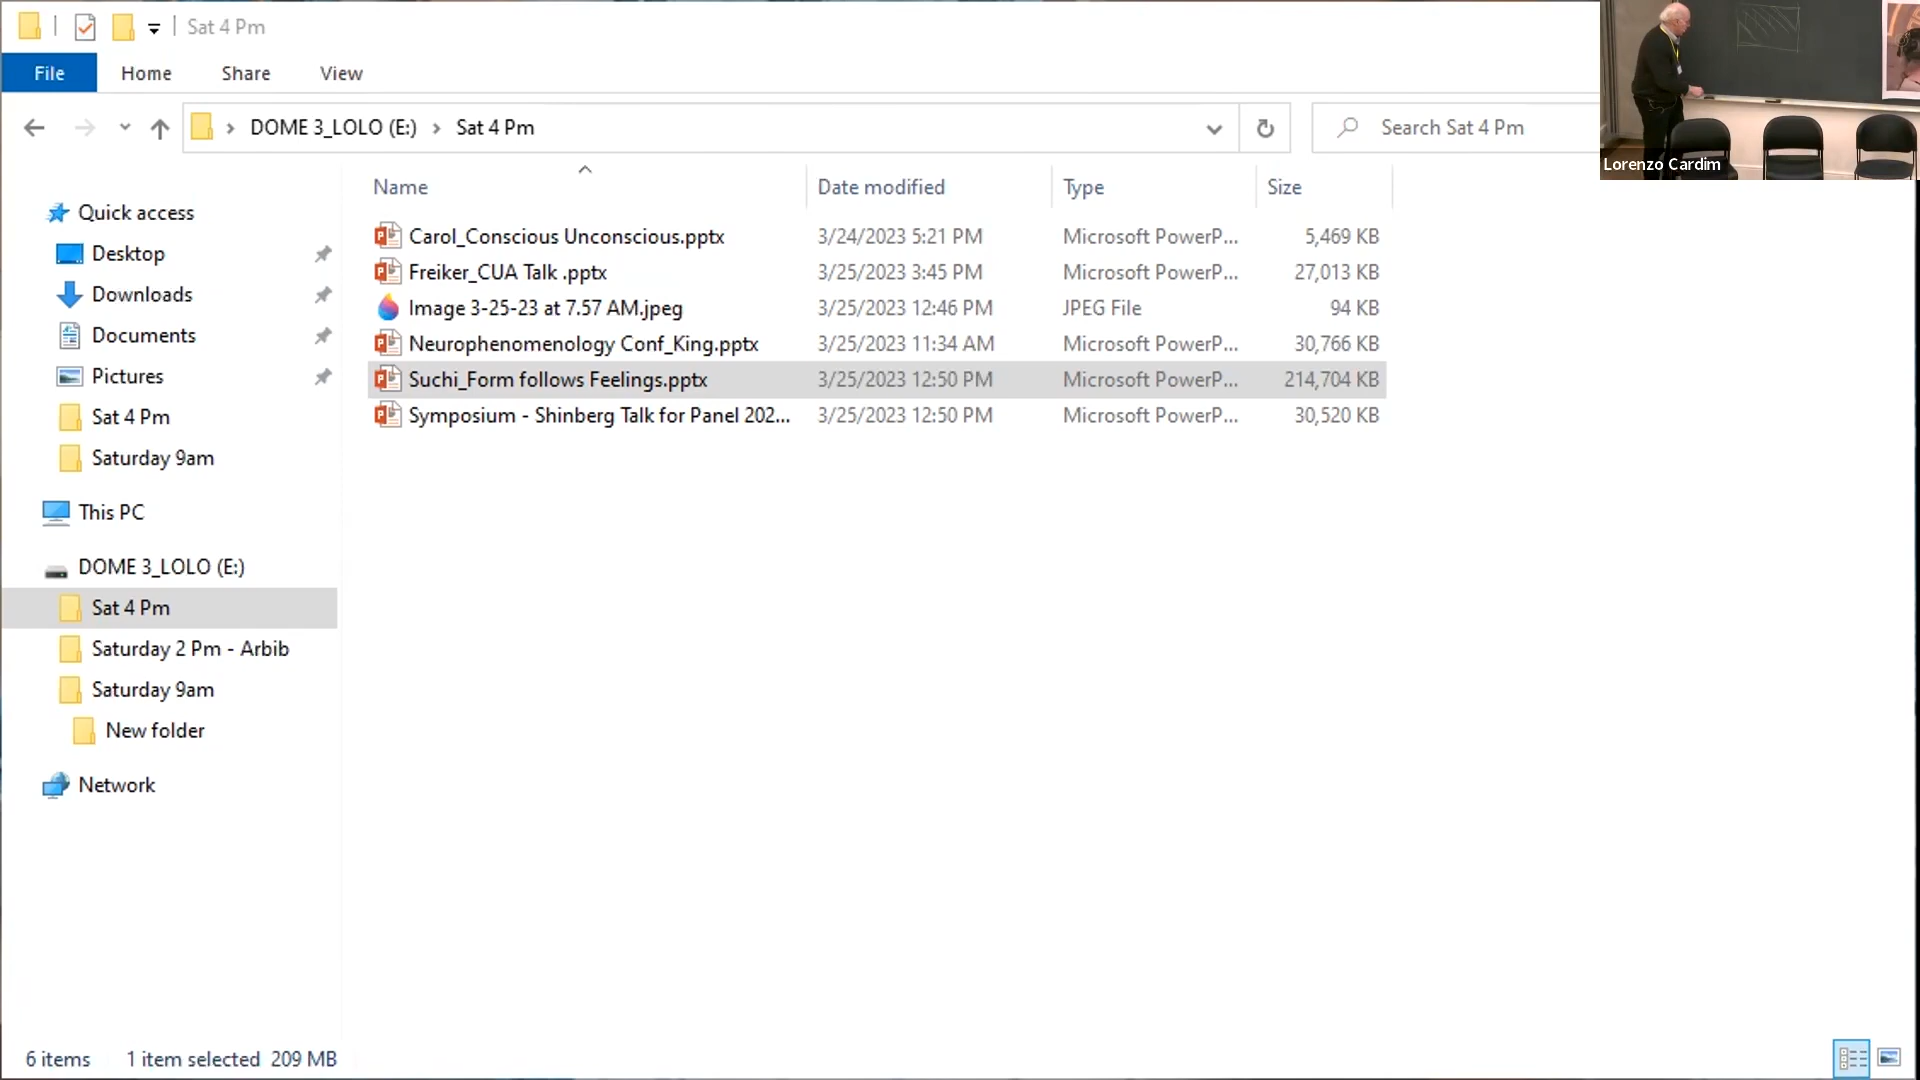 Sat 4 Pm
File Home Share View
DOME 3_LOLO (E:) Sat 4 Pm Search Sat 4 Pm
Lorenzo Cardim
Name Date modified Type Size
Carol_Conscious Unconscious.pptx 3/24/2023 5:21 PM Microsoft PowerP... 5,469 KB
Freiker_CUA Talk .pptx 3/25/2023 3:45 PM Microsoft PowerP... 27,013 KB
Image 3-25-23 at 7.57 AM.jpeg 3/25/2023 12:46 PM JPEG File 94 KB
Neurophenomenology Conf_King.pptx 3/25/2023 11:34 AM Microsoft PowerP... 30,766 KB
Suchi_Form follows Feelings.pptx 3/25/2023 12:50 PM Microsoft PowerP... 214,704 KB
Symposium - Shinberg Talk for Panel 202... 3/25/2023 12:50 PM Microsoft PowerP... 30,520 KB
Quick access
Desktop
Downloads
Documents
Pictures
Sat 4 Pm
Saturday 9am
This PC
DOME 3_LOLO (E:)
Sat 4 Pm
Saturday 2 Pm - Arbib
Saturday 9am
New folder
Network
6 items 1 item selected 209 MB